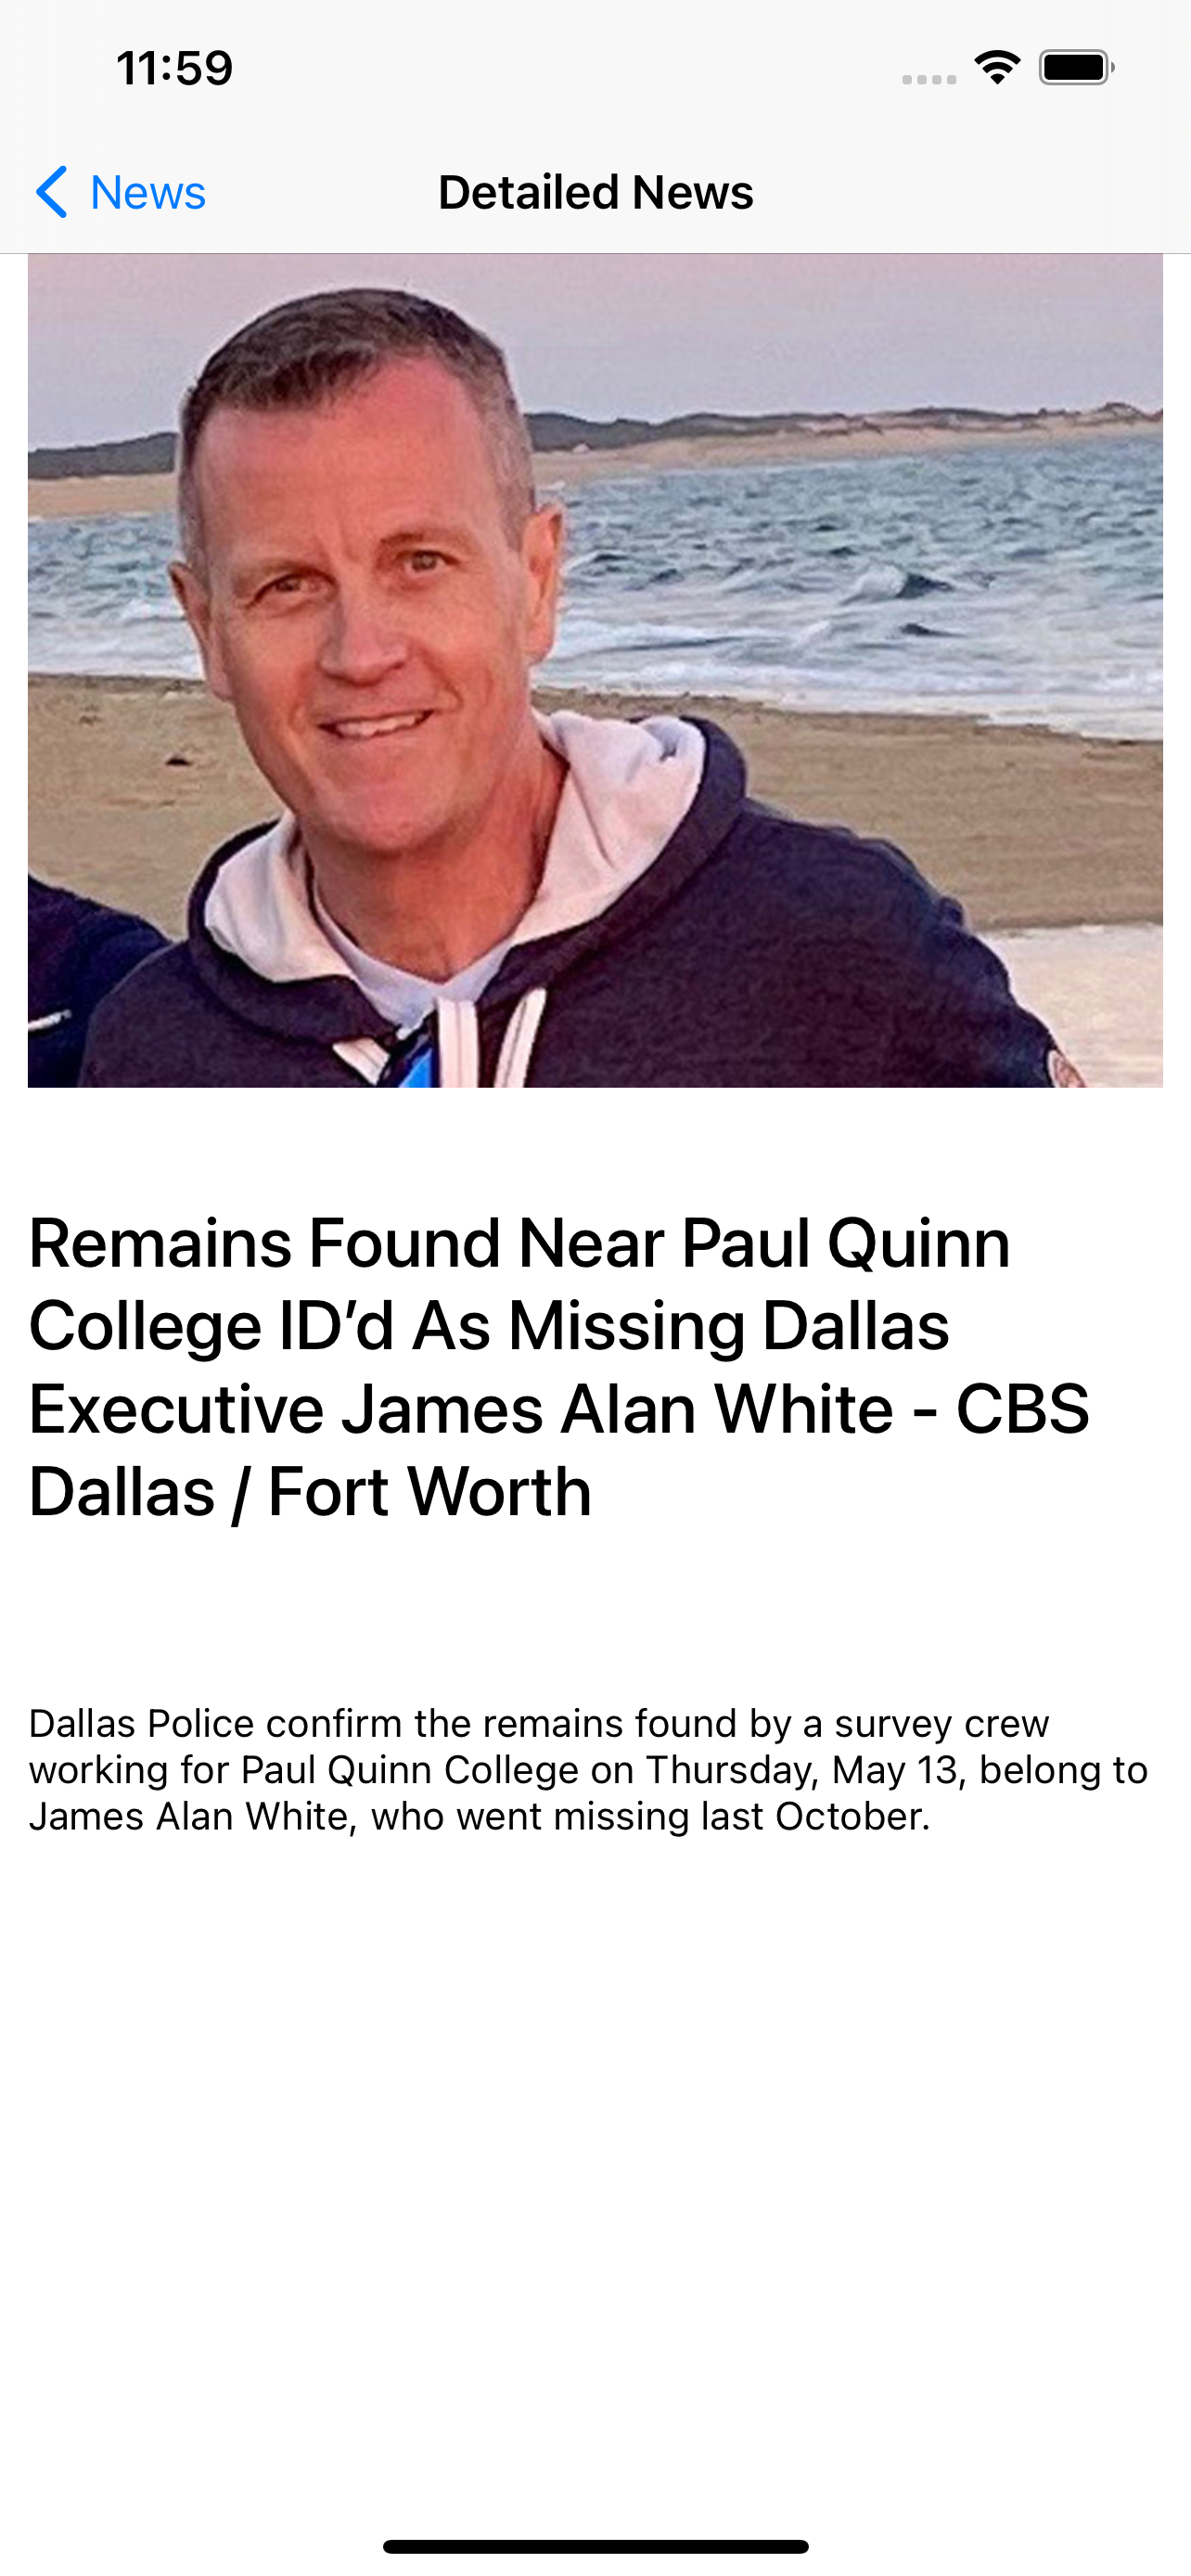 11:59
News
Detailed News
Remains Found Near Paul Quinn
College ID’d As Missing Dallas
Executive James Alan White - CBS
Dallas / Fort Worth
Dallas Police confirm the remains found by a survey crew
working for Paul Quinn College on Thursday, May 13, belong to
James Alan White, who went missing last October.